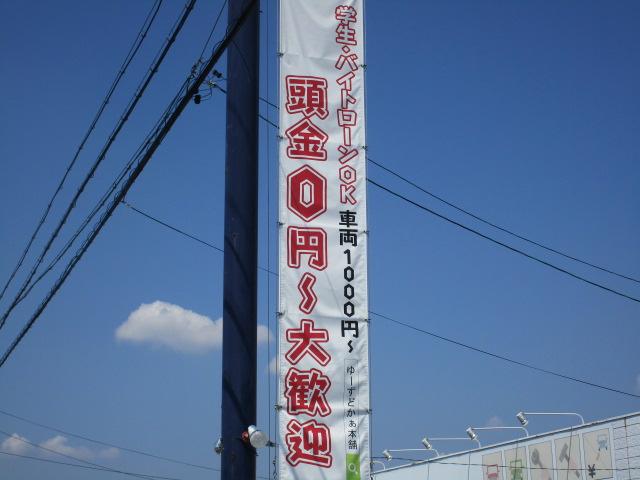 学生・バイトローンOK
車両1000円〜
ゆーすどかぁ本舗
頭金0円〜大歓迎
¥